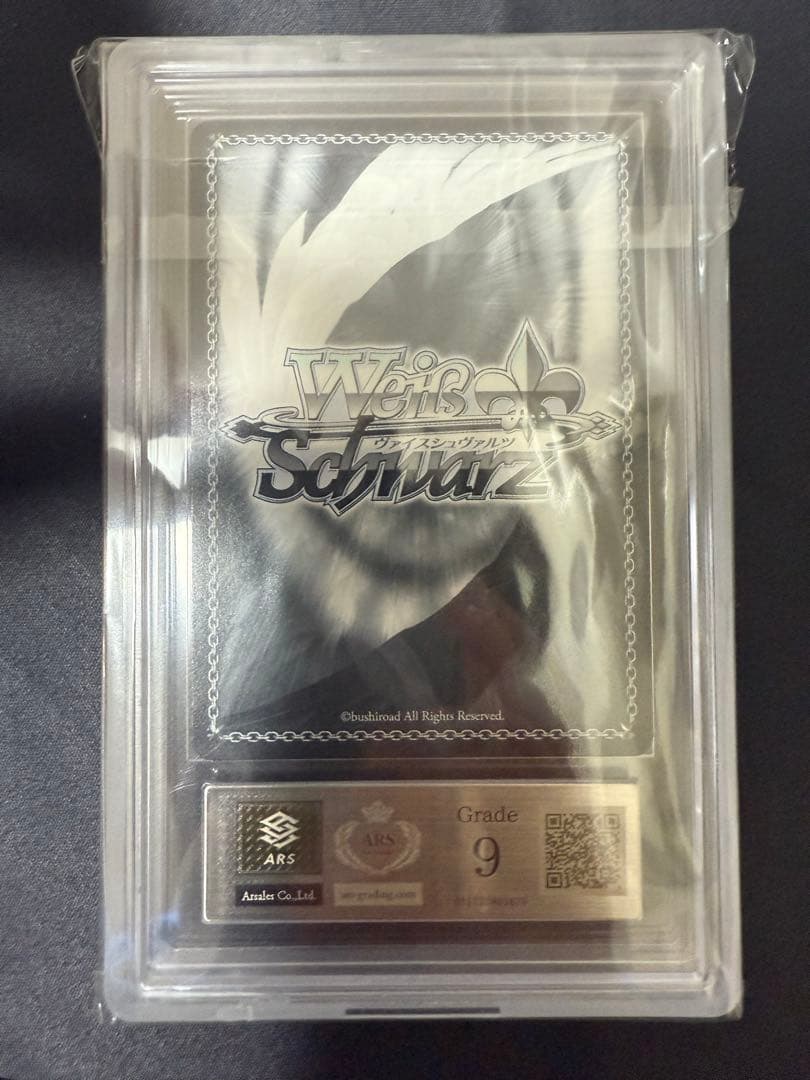 Weiß
ヴァイスシュヴァルツ
Schwarz
©bushiroad All Rights Reserved.
ARS
Arsales Co.,Ltd.
ARS
ars-grading.com
Grade
9